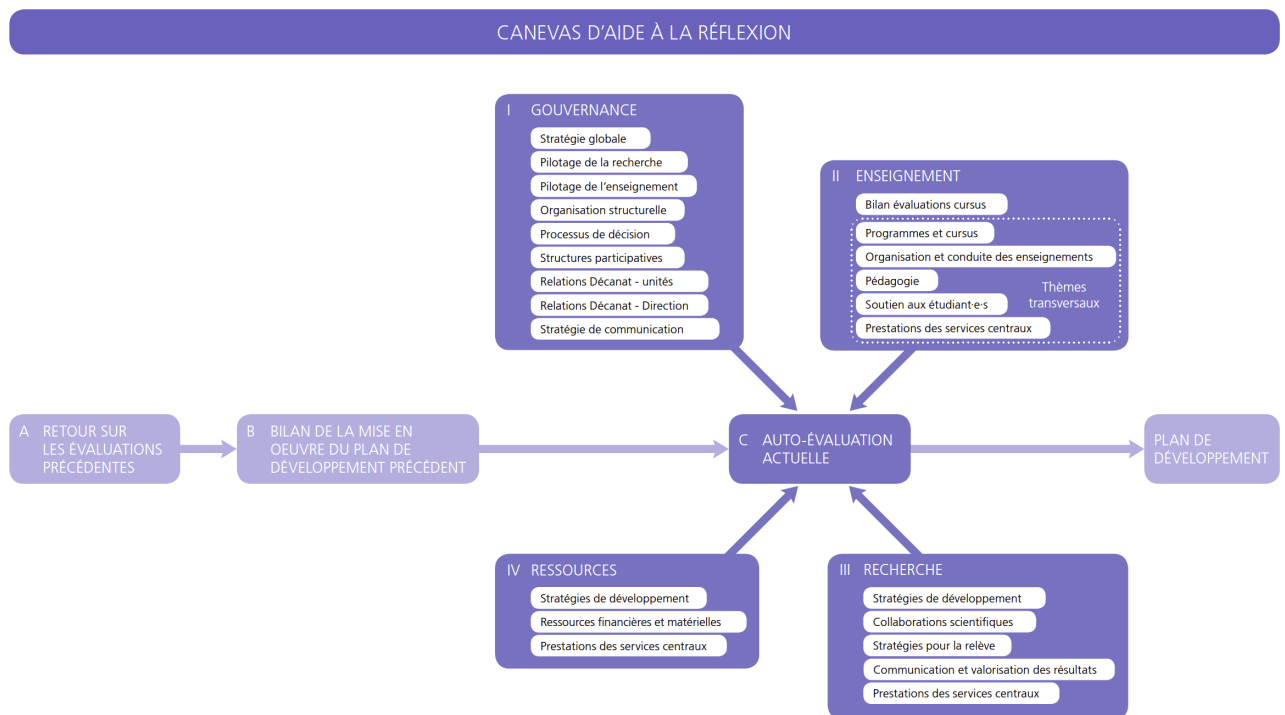 CANEVAS D'AIDE À LA RÉFLEXION
I GOUVERNANCE
Stratégie globale
Pilotage de la recherche
Pilotage de l'enseignement
Organisation structurelle
Processus de décision
Structures participatives
Relations Décanat - unités
Relations Décanat - Direction
Stratégie de communication
II ENSEIGNEMENT
Bilan évaluations cursus
Programmes et cursus
Organisation et conduite des enseignements
Pédagogie
Soutien aux étudiant·e·s
Prestations des services centraux
Thèmes
transversaux
A RETOUR SUR
LES ÉVALUATIONS
PRÉCÉDENTES
B BILAN DE LA MISE EN
OEUVRE DU PLAN DE
DÉVELOPPEMENT PRÉCÉDENT
C AUTO-ÉVALUATION
ACTUELLE
PLAN DE
DÉVELOPPEMENT
IV RESSOURCES
Stratégies de développement
Ressources financières et matérielles
Prestations des services centraux
III RECHERCHE
Stratégies de développement
Collaborations scientifiques
Stratégies pour la relève
Communication et valorisation des résultats
Prestations des services centraux